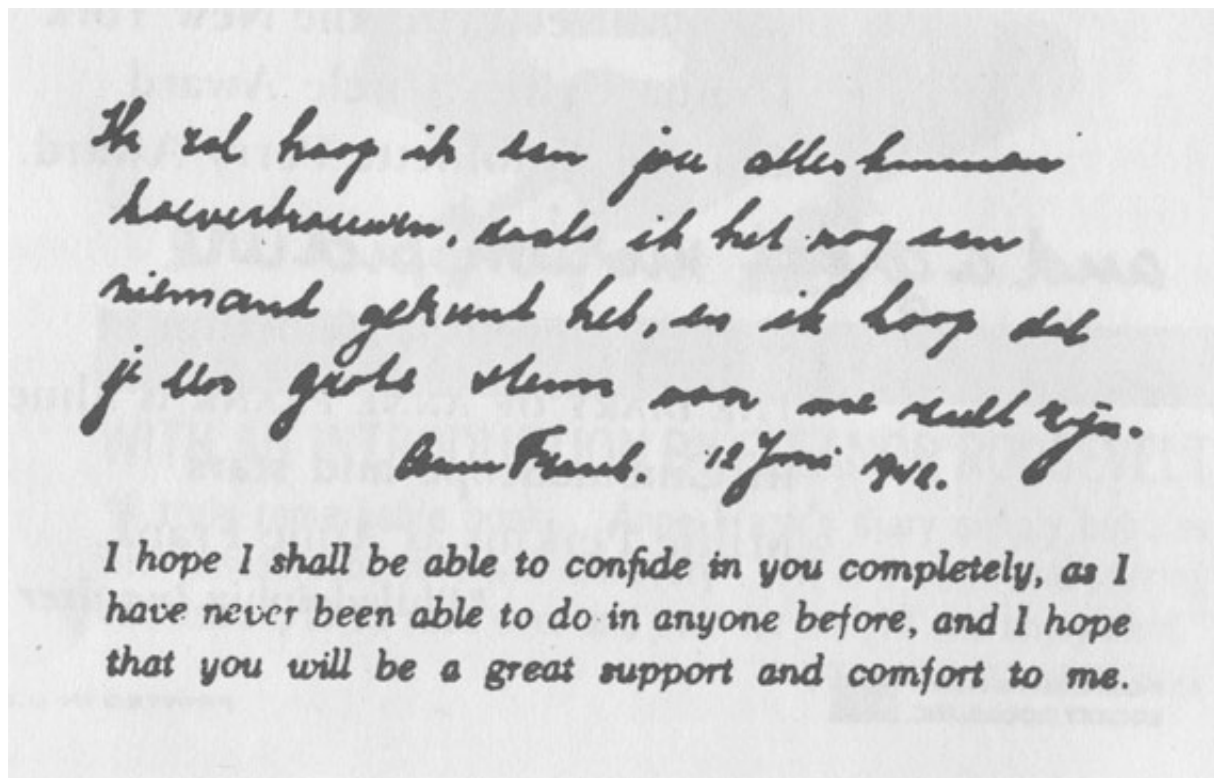 Ik zal hoop ik aan jou alles kunnen
toevertrouwen, zoals ik het nog aan
niemand gekund heb, en ik hoop dat
je een grote steun voor me zult zijn.
Anne Frank. 12 Juni 1942.
I hope I shall be able to confide in you completely, as I
have never been able to do in anyone before, and I hope
that you will be a great support and comfort to me.